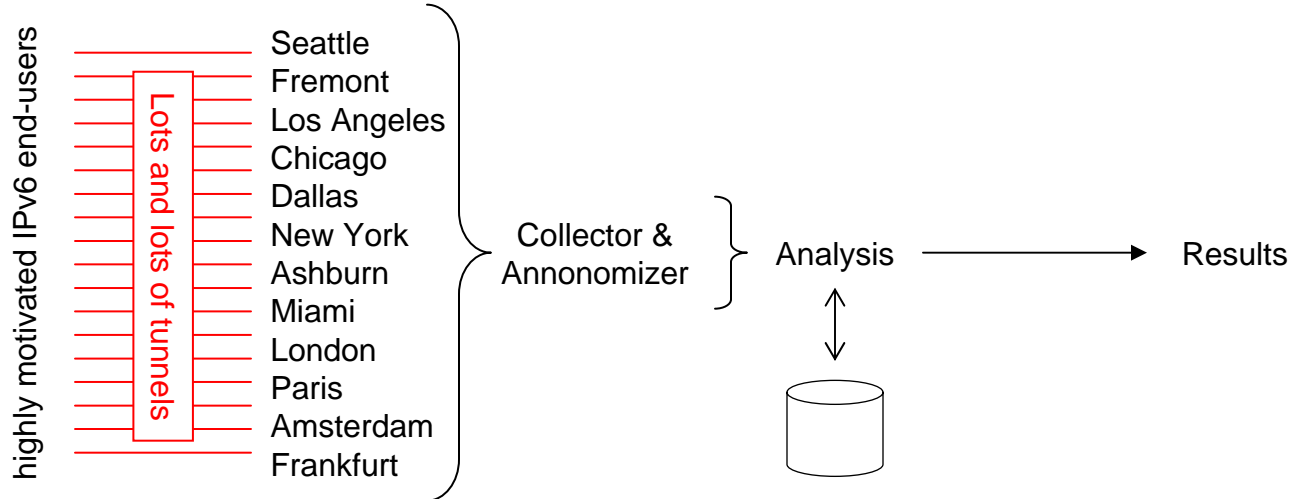 highly motivated IPv6 end-users
Lots and lots of tunnels
Seattle
Fremont
Los Angeles
Chicago
Dallas
New York
Ashburn
Miami
London
Paris
Amsterdam
Frankfurt
Collector &
Annonomizer
Analysis
Results